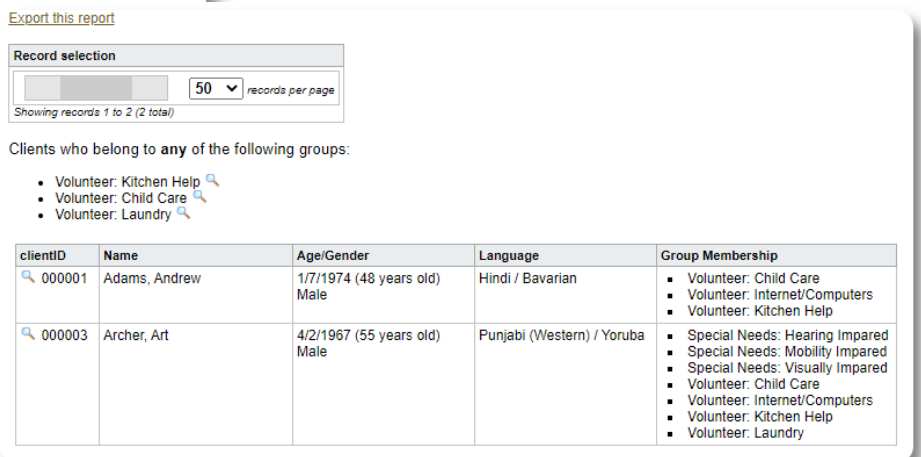 Export this report
Record selection
50 records per page
Showing records 1 to 2 (2 total)
Clients who belong to any of the following groups:
Volunteer: Kitchen Help
Volunteer: Child Care
Volunteer: Laundry
clientID Name Age/Gender Language Group Membership
000001 Adams, Andrew 1/7/1974 (48 years old) Hindi / Bavarian Volunteer: Child Care
Male Volunteer: Internet/Computers
Volunteer: Kitchen Help
000003 Archer, Art 4/2/1967 (55 years old) Punjabi (Western) / Yoruba Special Needs: Hearing Impared
Male Special Needs: Mobility Impared
Special Needs: Visually Impared
Volunteer: Child Care
Volunteer: Internet/Computers
Volunteer: Kitchen Help
Volunteer: Laundry